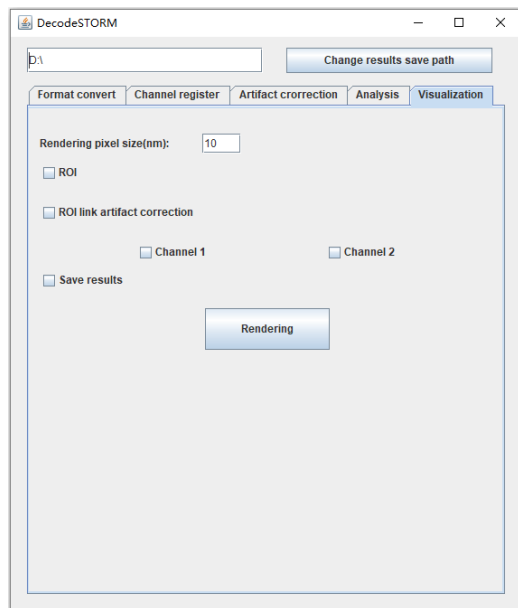 DecodeSTORM
D:\ Change results save path
Format convert Channel register Artifact crorrection Analysis Visualization
Rendering pixel size(nm): 10
ROI
ROI link artifact correction
Channel 1 Channel 2
Save results
Rendering